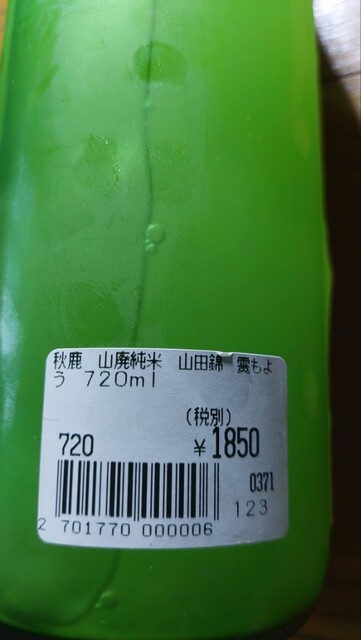 秋鹿 山廃純米 山田錦 雲もよ
う 720ml
(税別)
720 ¥1850
0371
123
2 701770 000006